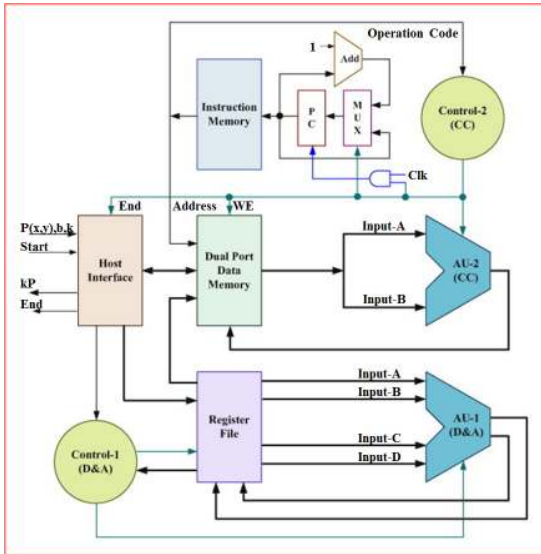 Operation Code
1
Add
Instruction
Memory
P
C
M
U
X
Control-2
(CC)
Clk
End
Address
WE
P(x,y),b,k
Start
kP
End
Host
Interface
Dual Port
Data
Memory
Input-A
Input-B
AU-2
(CC)
Input-A
Input-B
Input-C
Input-D
Register
File
AU-1
(D&A)
Control-1
(D&A)